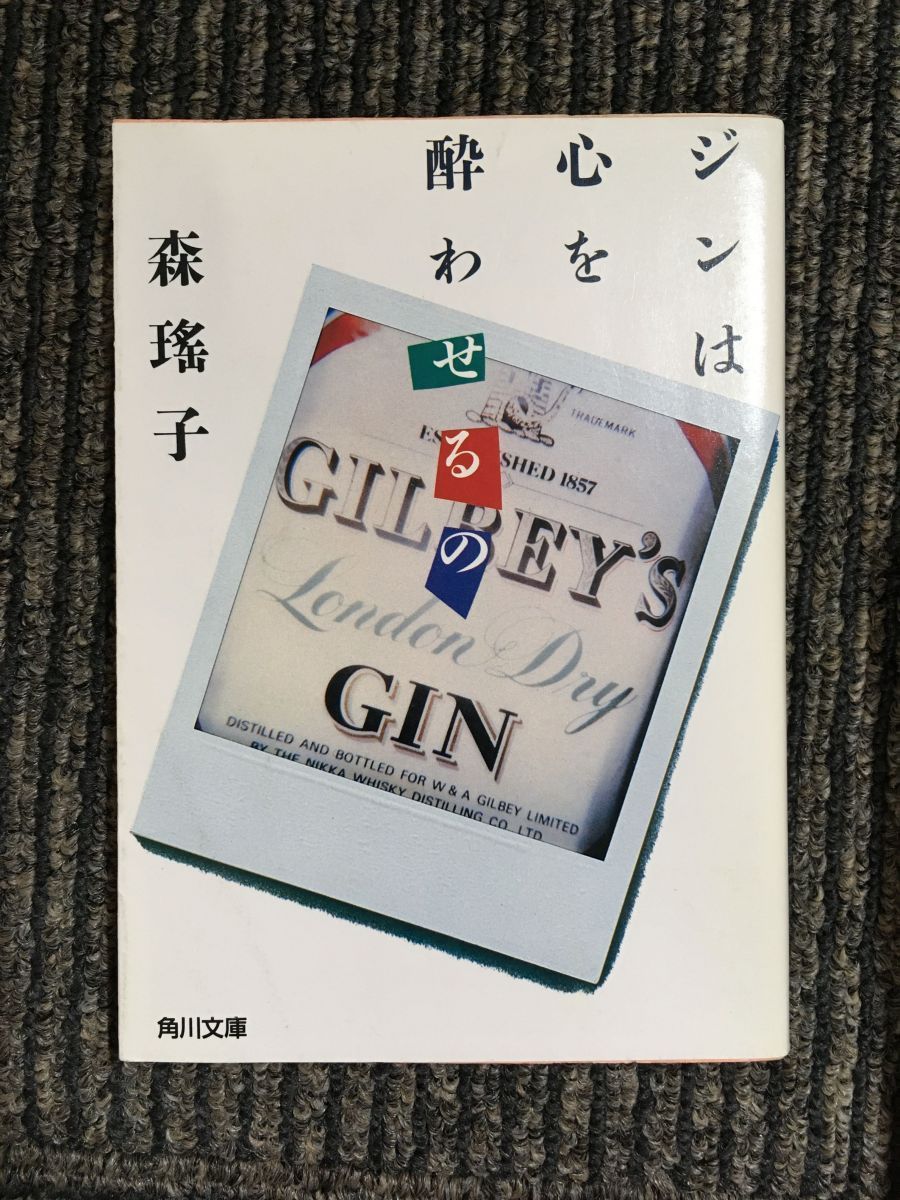 ジンは
心を
酔わせるの
森瑤子
TRADEMARK
SHED 1857
GILBEY'S
London Dry
GIN
DISTILLED AND BOTTLED FOR W & A GILBEY LIMITED
BY THE NIKKA WHISKY DISTILLING CO. LTD.
角川文庫